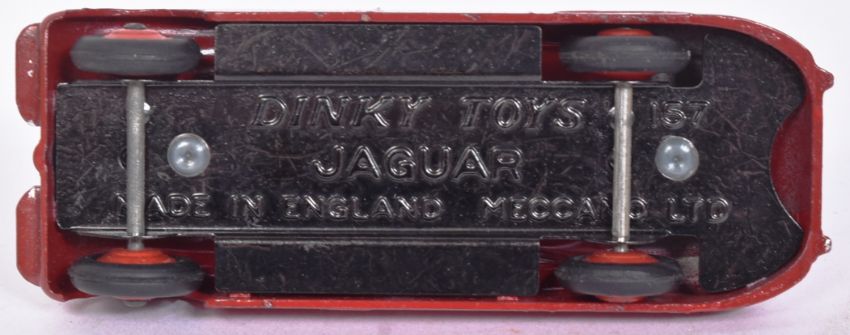 DINKY TOYS 157
JAGUAR
MADE IN ENGLAND MECCANO LTD